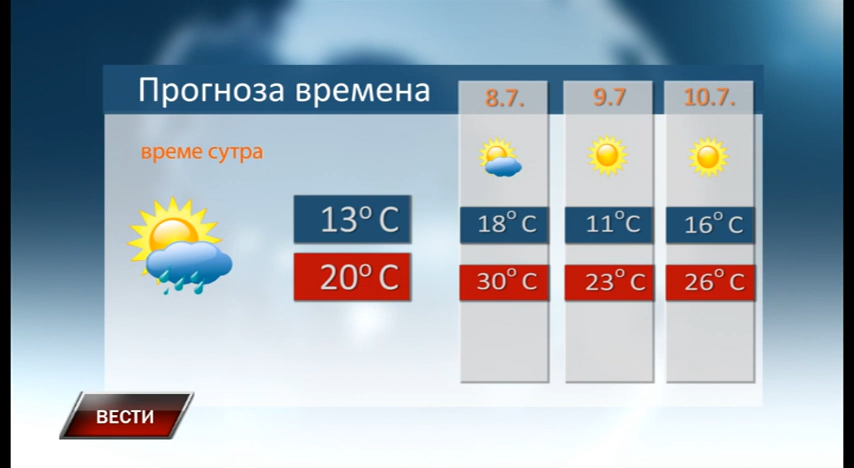 Прогноза времена
8.7.
9.7
10.7.
време сутра
13° C
18° C
11°C
16° C
20° C
30° C
23° C
26° C
ВЕСТИ